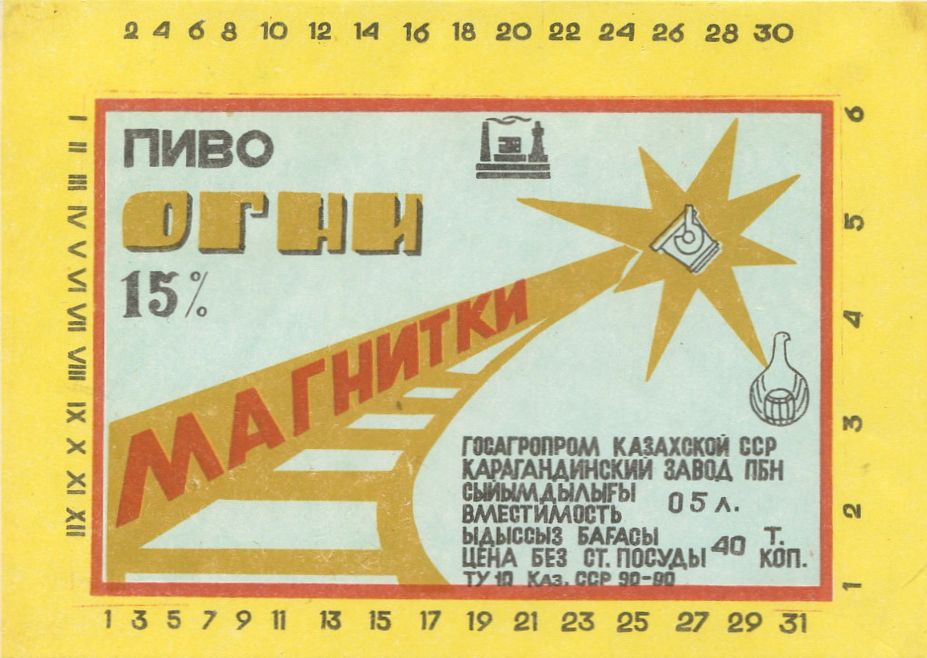 2 4 6 8 10 12 14 16 18 20 22 24 26 28 30
I II III IV V VI VII VIII IX X XI XII
ПИВО
ОГНИ
15%
МАГНИТКИ
ГОСАГРОПРОМ КАЗАХСКОЙ ССР
КАРАГАНДИНСКИЙ ЗАВОД ПБН
СЫЙЫМДЫЛЫҒЫ
ВМЕСТИМОСТЬ 05 л.
ЫДЫССЫЗ БАҒАСЫ Т.
ЦЕНА БЕЗ СТ. ПОСУДЫ 40 КОП.
ТУ 10 Каз. ССР 90-90
6 5 4 3 2 1
1 3 5 7 9 11 13 15 17 19 21 23 25 27 29 31